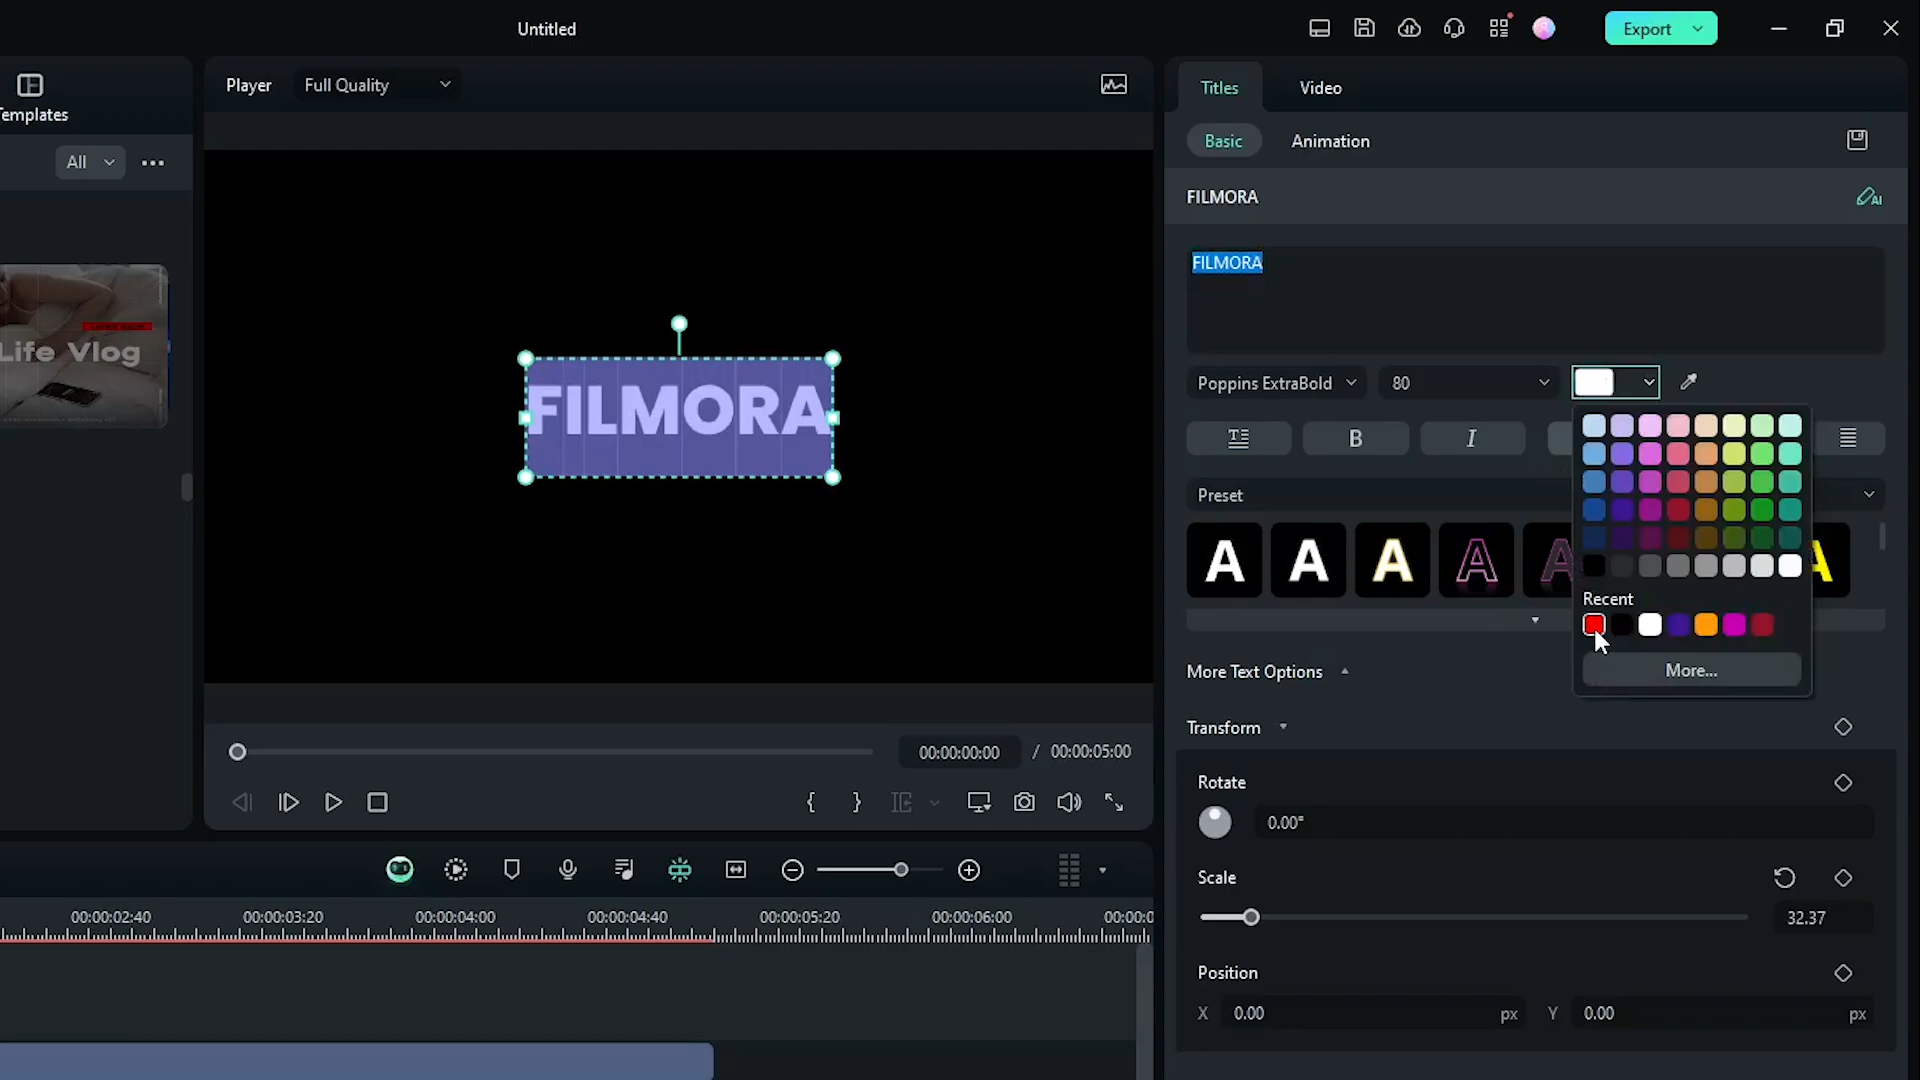 Untitled
Export
Templates
Player
Full Quality
Titles
Video
All
Basic
Animation
FILMORA
FILMORA
Life Vlog
FILMORA
Poppins ExtraBold
80
B
I
Preset
A
A
A
A
A
A
Recent
More...
More Text Options
Transform
00:00:00:00 / 00:00:05:00
Rotate
0.00°
Scale
32.37
00:00:02:40
00:00:03:20
00:00:04:00
00:00:04:40
00:00:05:20
00:00:06:00
00:00:0
Position
X 0.00 px
Y 0.00 px